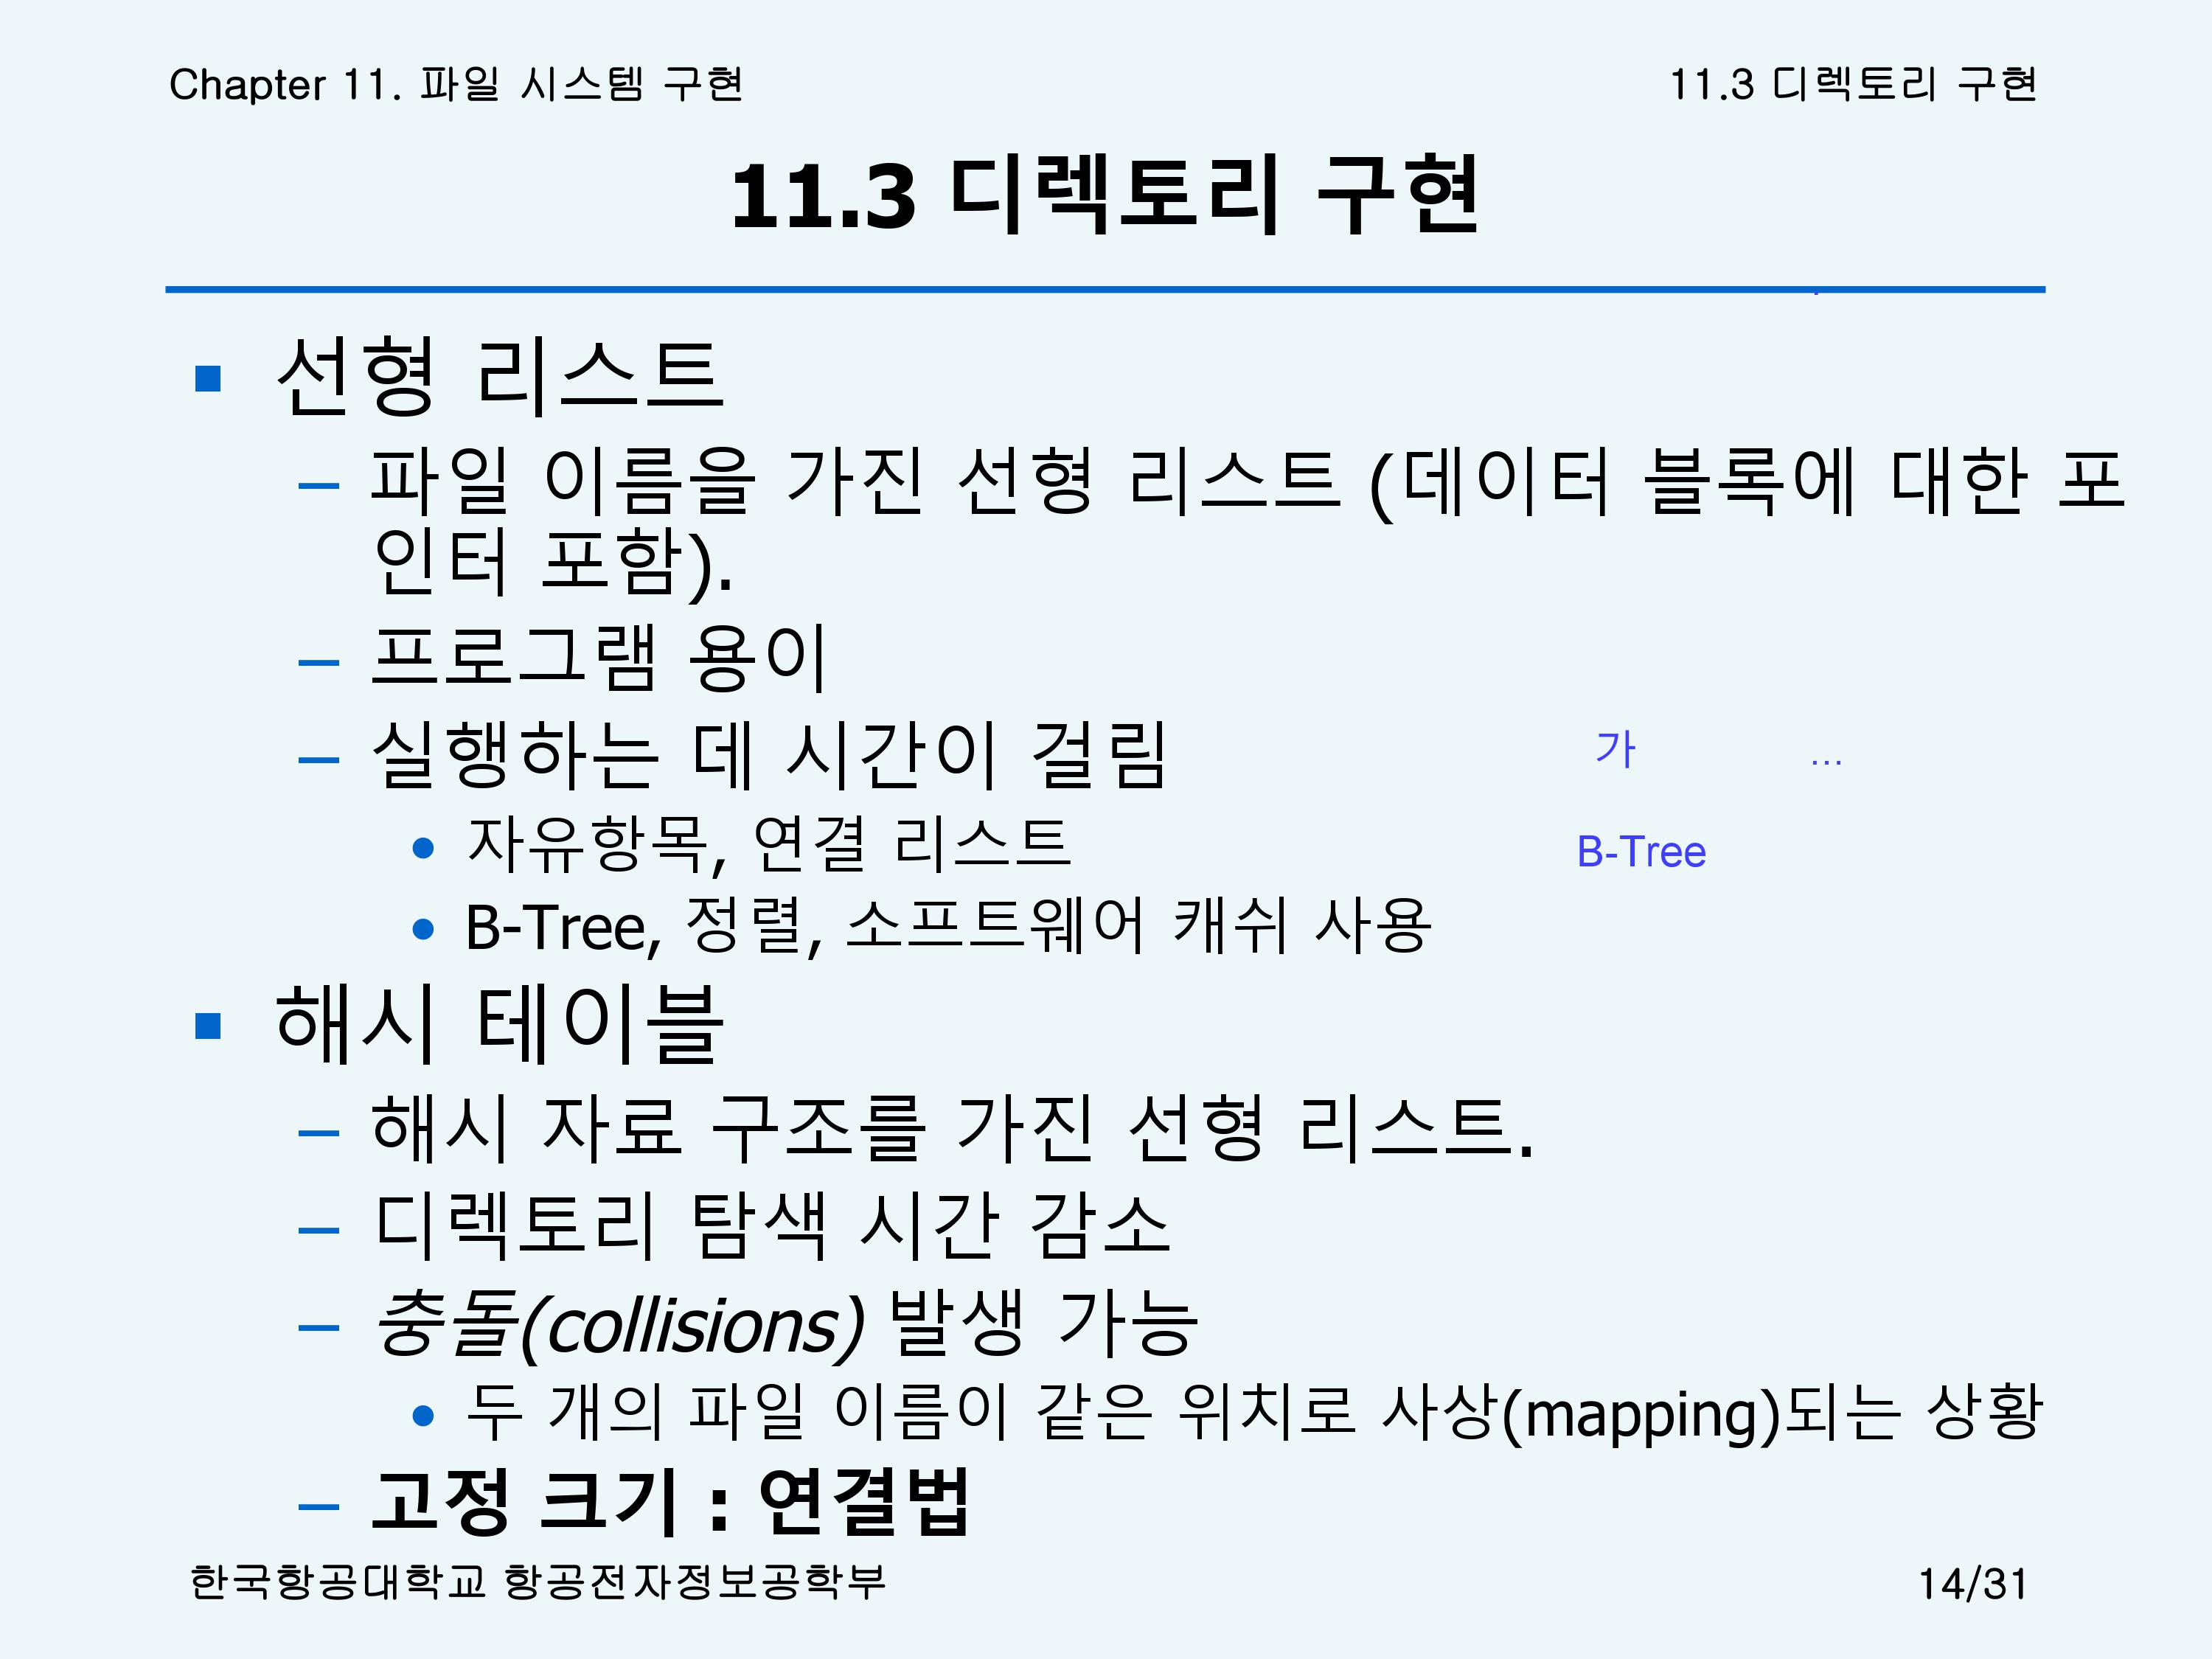 Chapter 11. 파일 시스템 구현
11.3 디렉토리 구현
11.3 디렉토리 구현
선형 리스트
– 파일 이름을 가진 선형 리스트 (데이터 블록에 대한 포
인터 포함).
– 프로그램 용이
– 실행하는 데 시간이 걸림
가 ...
• 자유항목, 연결 리스트
B-Tree
• B-Tree, 정렬, 소프트웨어 캐쉬 사용
해시 테이블
– 해시 자료 구조를 가진 선형 리스트.
– 디렉토리 탐색 시간 감소
– 충돌(collisions) 발생 가능
• 두 개의 파일 이름이 같은 위치로 사상(mapping)되는 상황
– 고정 크기 : 연결법
한국항공대학교 항공전자정보공학부
14/31